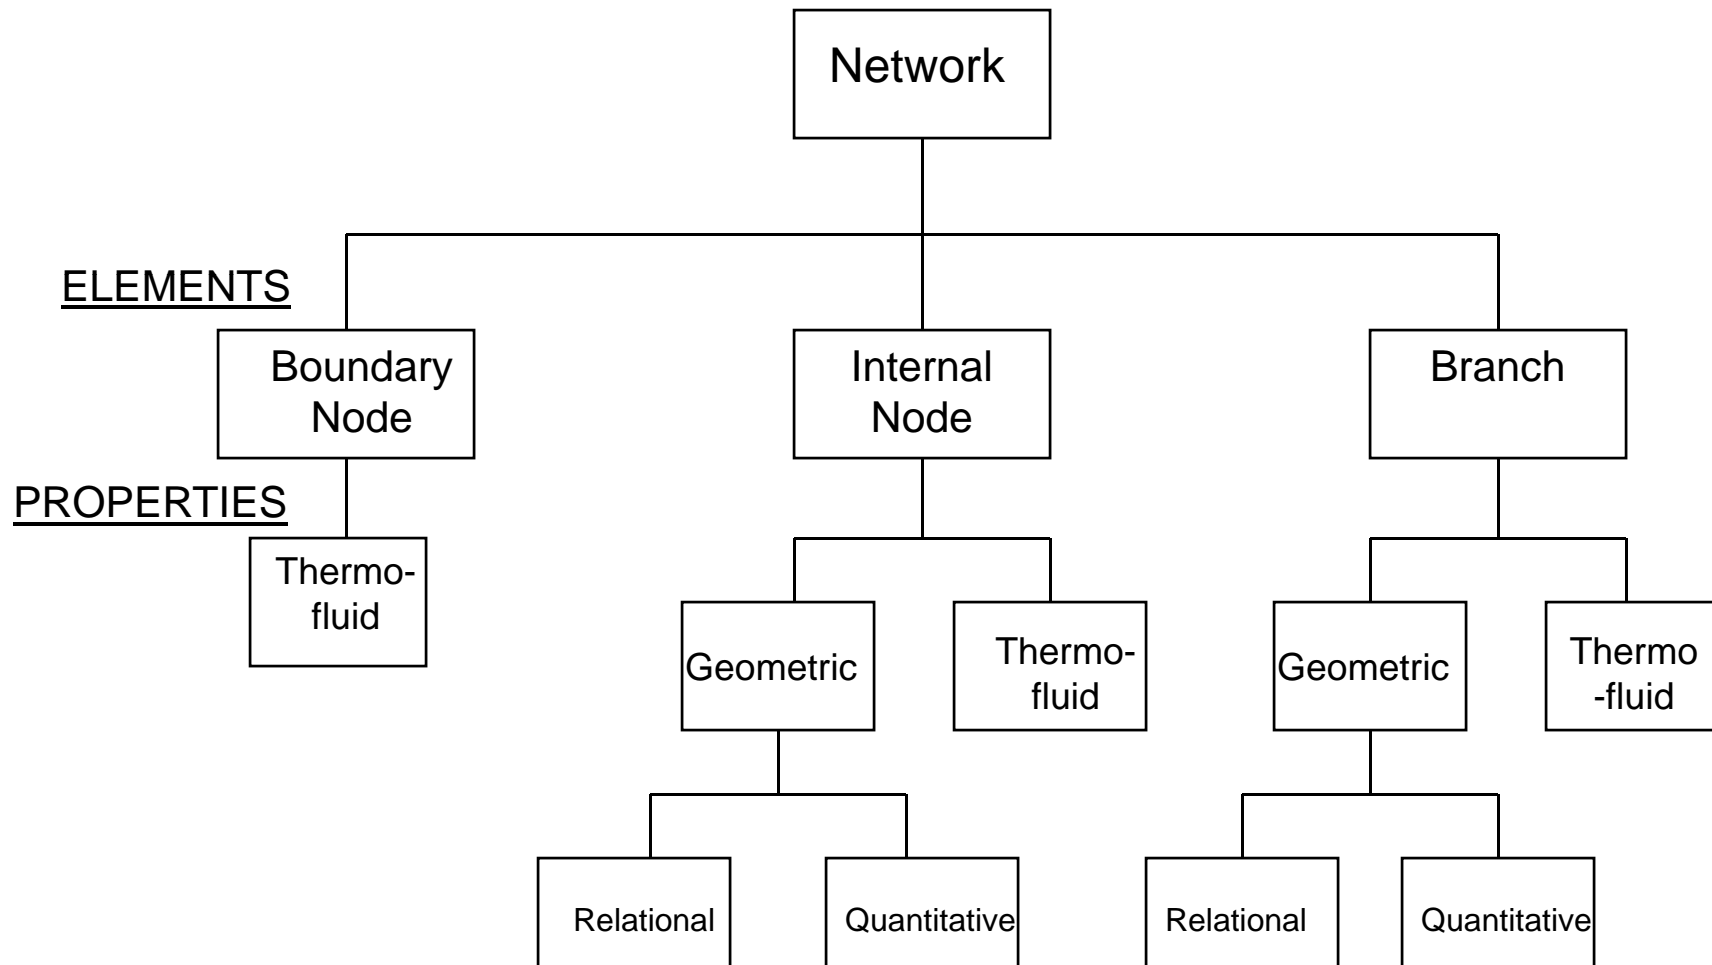 Network
ELEMENTS
Boundary
Node
Internal
Node
Branch
PROPERTIES
Thermo-
fluid
Geometric
Thermo-
fluid
Geometric
Thermo
-fluid
Relational
Quantitative
Relational
Quantitative